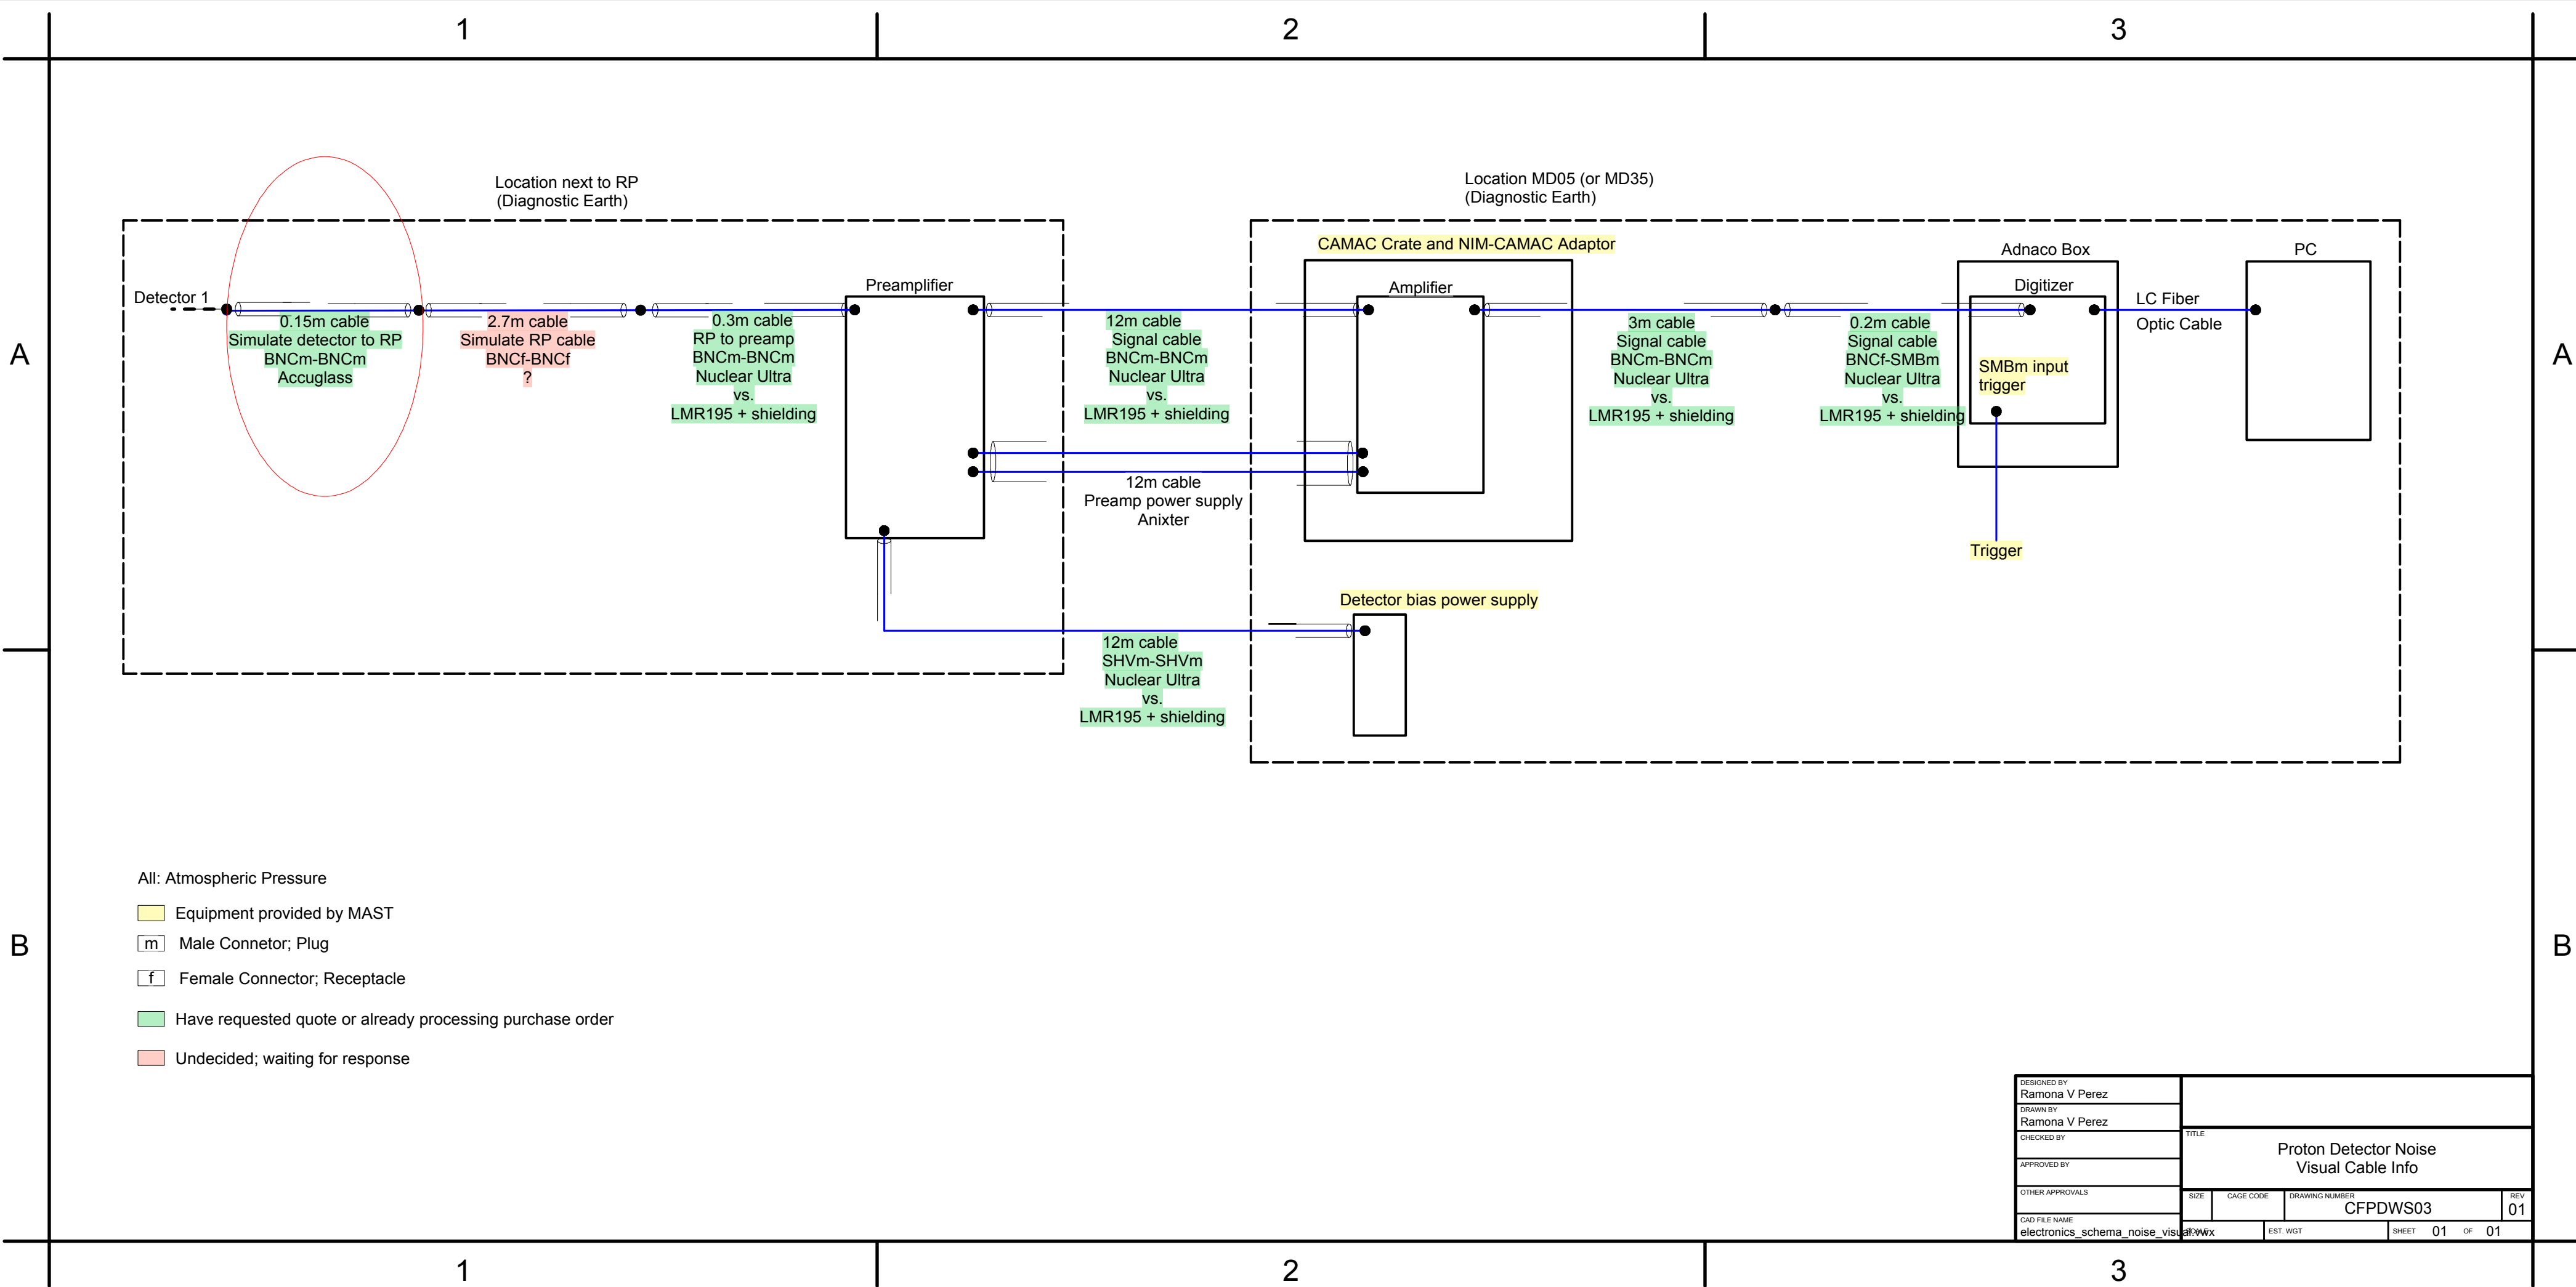 1
2
3
A
A
B
B
Location next to RP
(Diagnostic Earth)
Detector 1
0.15m cable
Simulate detector to RP
BNCm-BNCm
Accuglass
2.7m cable
Simulate RP cable
BNCf-BNCf
?
0.3m cable
RP to preamp
BNCm-BNCm
Nuclear Ultra
vs.
LMR195 + shielding
Preamplifier
12m cable
Signal cable
BNCm-BNCm
Nuclear Ultra
vs.
LMR195 + shielding
12m cable
Preamp power supply
Anixter
12m cable
SHVm-SHVm
Nuclear Ultra
vs.
LMR195 + shielding
Location MD05 (or MD35)
(Diagnostic Earth)
CAMAC Crate and NIM-CAMAC Adaptor
Amplifier
Detector bias power supply
3m cable
Signal cable
BNCm-BNCm
Nuclear Ultra
vs.
LMR195 + shielding
0.2m cable
Signal cable
BNCf-SMBm
Nuclear Ultra
vs.
LMR195 + shielding
Adnaco Box
Digitizer
SMBm input
trigger
Trigger
LC Fiber
Optic Cable
PC
All: Atmospheric Pressure
Equipment provided by MAST
m Male Connetor; Plug
f Female Connector; Receptacle
Have requested quote or already processing purchase order
Undecided; waiting for response
DESIGNED BY
Ramona V Perez
DRAWN BY
Ramona V Perez
CHECKED BY
APPROVED BY
OTHER APPROVALS
CAD FILE NAME
electronics_schema_noise_visual.vwx
TITLE
Proton Detector Noise
Visual Cable Info
SIZE
CAGE CODE
DRAWING NUMBER
CFPDWS03
REV
01
SCALE
EST. WGT
SHEET 01 OF 01
1
2
3